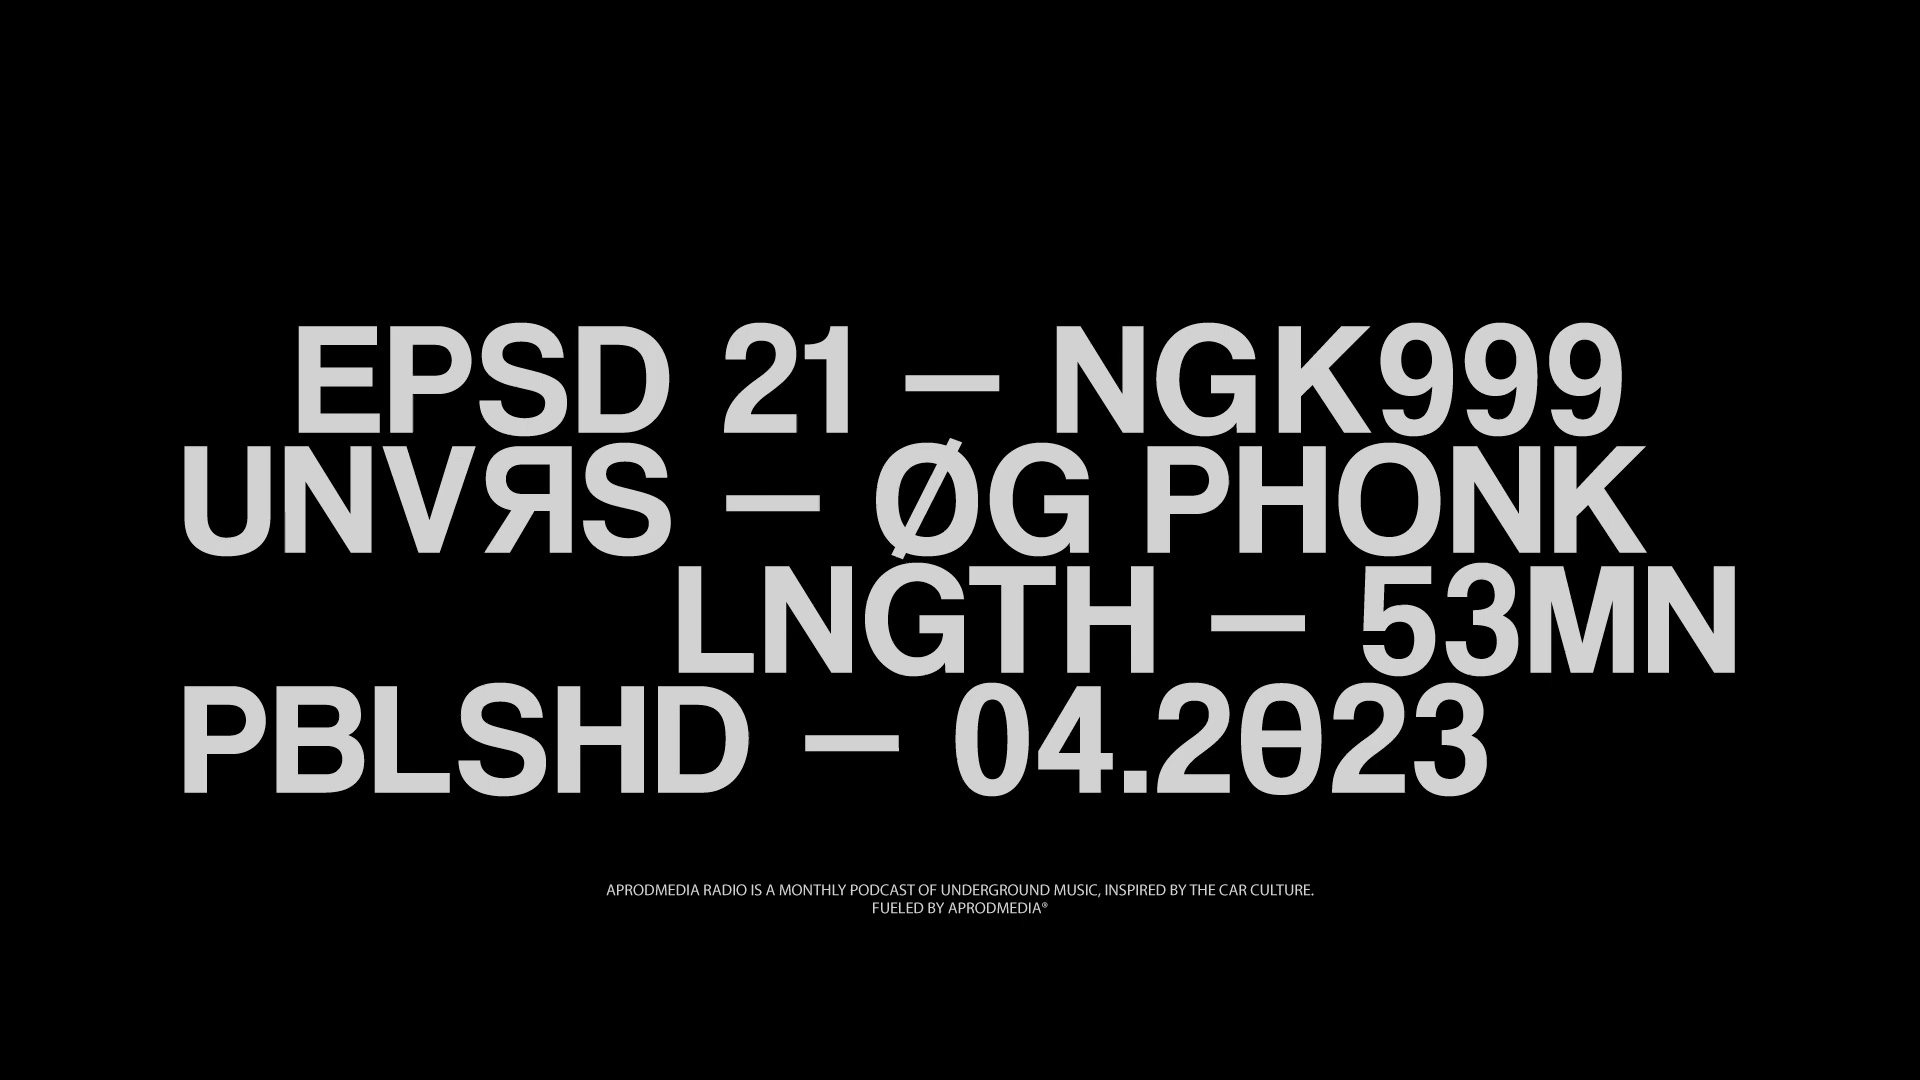 EPSD 21 — NGK999
UNVЯS — ØG PHONK
LNGTH — 53MN
PBLSHD — 04.2θ23
APRODMEDIA RADIO IS A MONTHLY PODCAST OF UNDERGROUND MUSIC, INSPIRED BY THE CAR CULTURE.
FUELED BY APRODMEDIA®